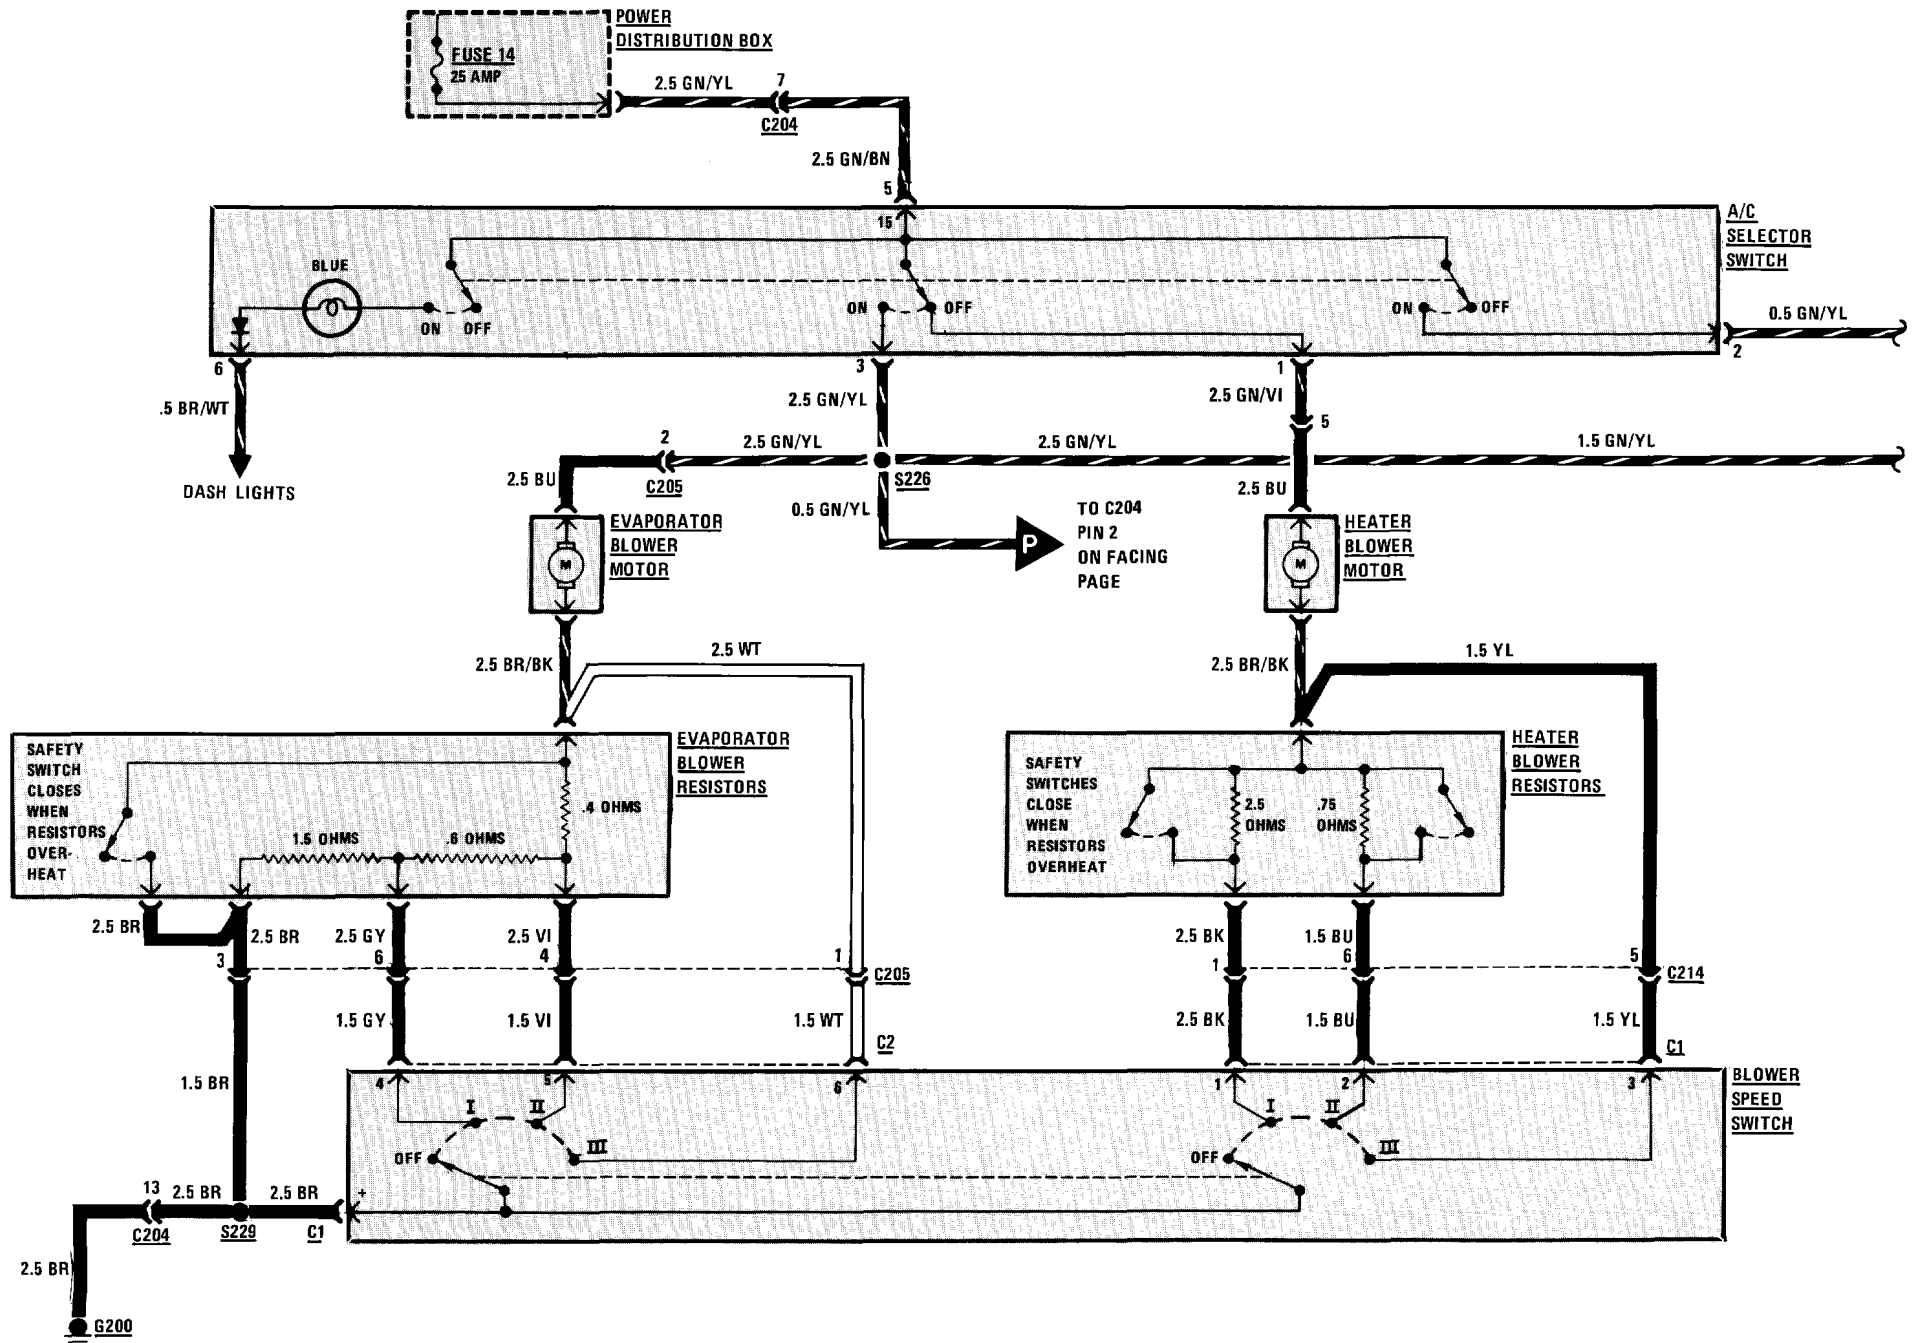 POWER
DISTRIBUTION BOX
FUSE 14
25 AMP
2.5 GN/YL
7
C204
2.5 GN/BN
5
15
A/C
SELECTOR
SWITCH
BLUE
ON
OFF
ON
OFF
ON
OFF
0.5 GN/YL
2
6
3
1
.5 BR/WT
2.5 GN/YL
2.5 GN/VI
5
DASH LIGHTS
2
2.5 GN/YL
2.5 GN/YL
1.5 GN/YL
2.5 BU
C205
S226
2.5 BU
0.5 GN/YL
P
TO C204
PIN 2
ON FACING
PAGE
EVAPORATOR
BLOWER
MOTOR
M
HEATER
BLOWER
MOTOR
M
2.5 BR/BK
2.5 WT
2.5 BR/BK
1.5 YL
SAFETY
SWITCH
CLOSES
WHEN
RESISTORS
OVER-
HEAT
.4 OHMS
1.5 OHMS
.6 OHMS
EVAPORATOR
BLOWER
RESISTORS
SAFETY
SWITCHES
CLOSE
WHEN
RESISTORS
OVERHEAT
2.5
OHMS
.75
OHMS
HEATER
BLOWER
RESISTORS
2.5 BR
2.5 BR
2.5 GY
2.5 VI
2.5 BK
1.5 BU
3
6
4
1
C205
1
6
5
C214
1.5 GY
1.5 VI
1.5 WT
2.5 BK
1.5 BU
1.5 YL
C2
C1
1.5 BR
4
5
6
1
2
3
BLOWER
SPEED
SWITCH
I
II
III
OFF
I
II
III
OFF
13
2.5 BR
2.5 BR
+
C204
S229
C1
2.5 BR
G200